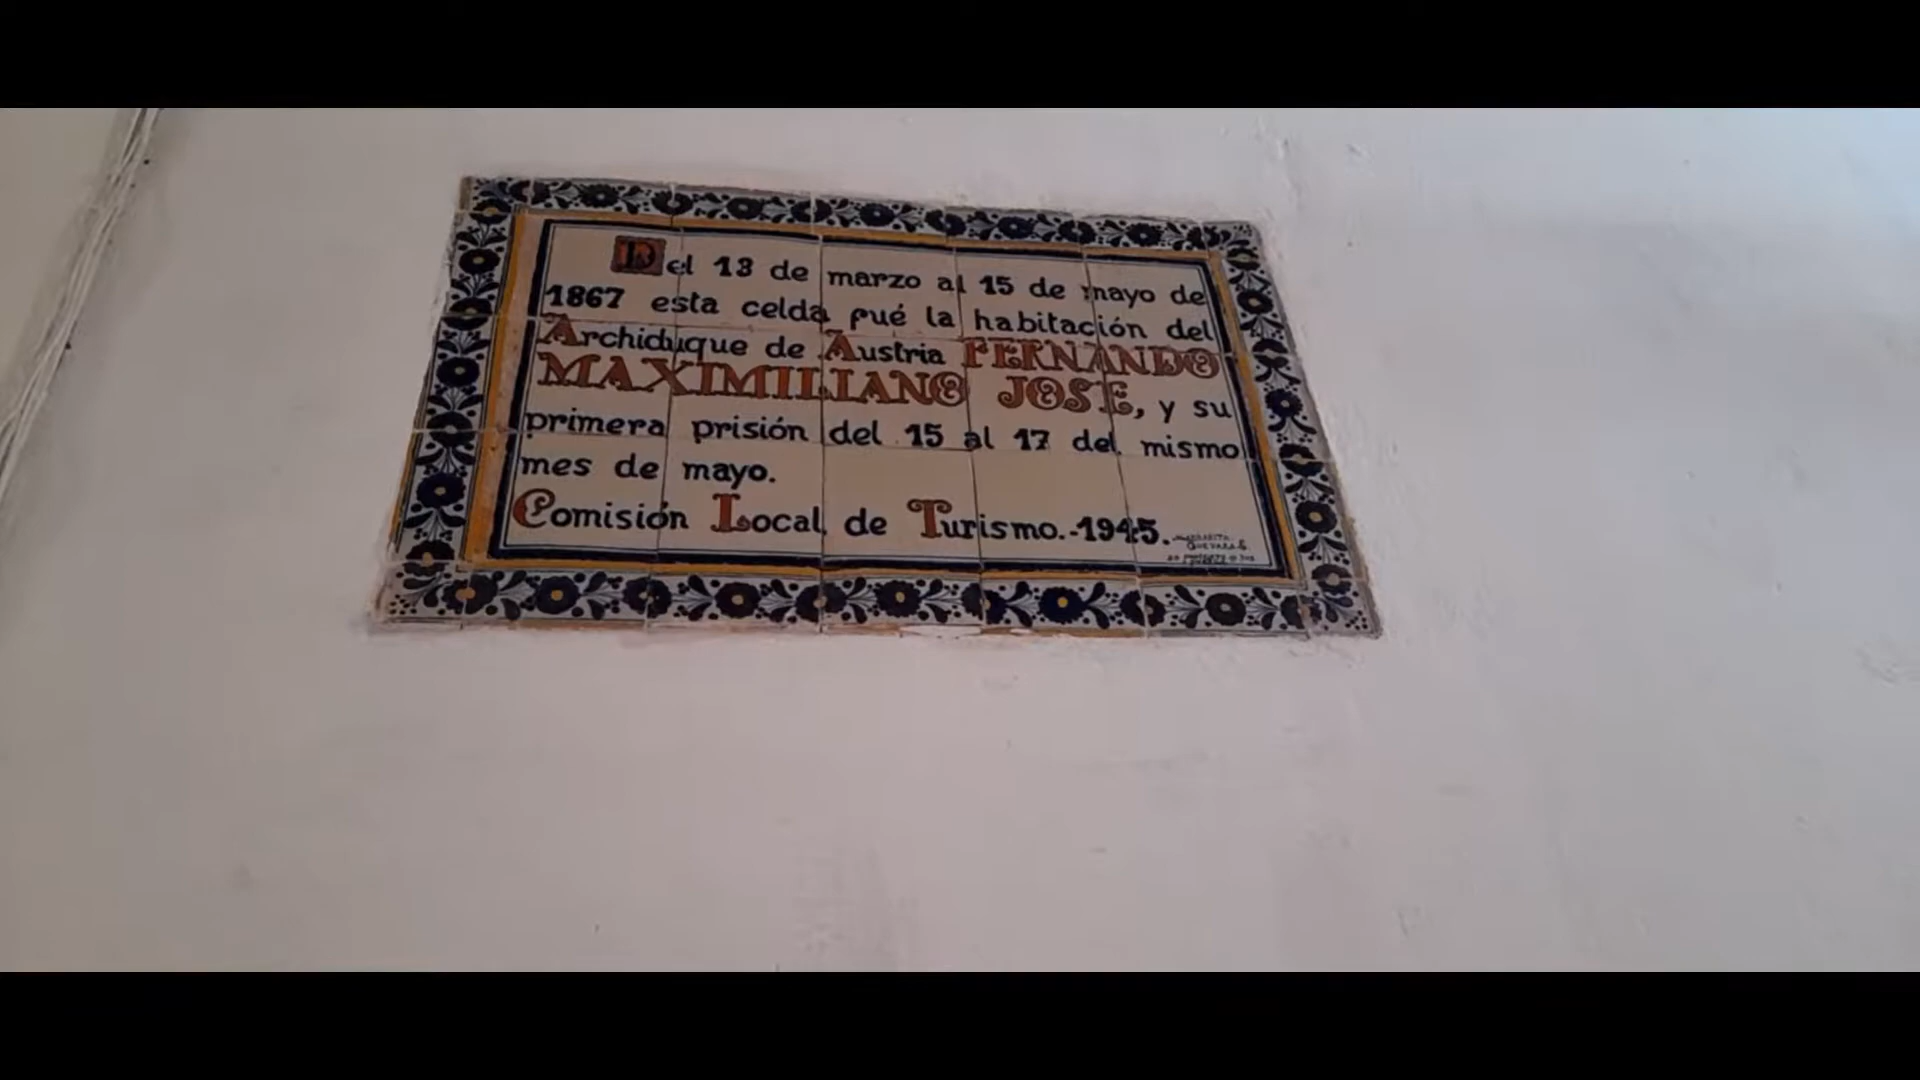 Del 13 de marzo al 15 de mayo de
1867 esta celda fué la habitación del
Archiduque de Austria FERNANDO
MAXIMILIANO JOSE, y su
primera prisión del 15 al 17 del mismo
mes de mayo.
Comisión Local de Turismo.-1945.
GUEVARA